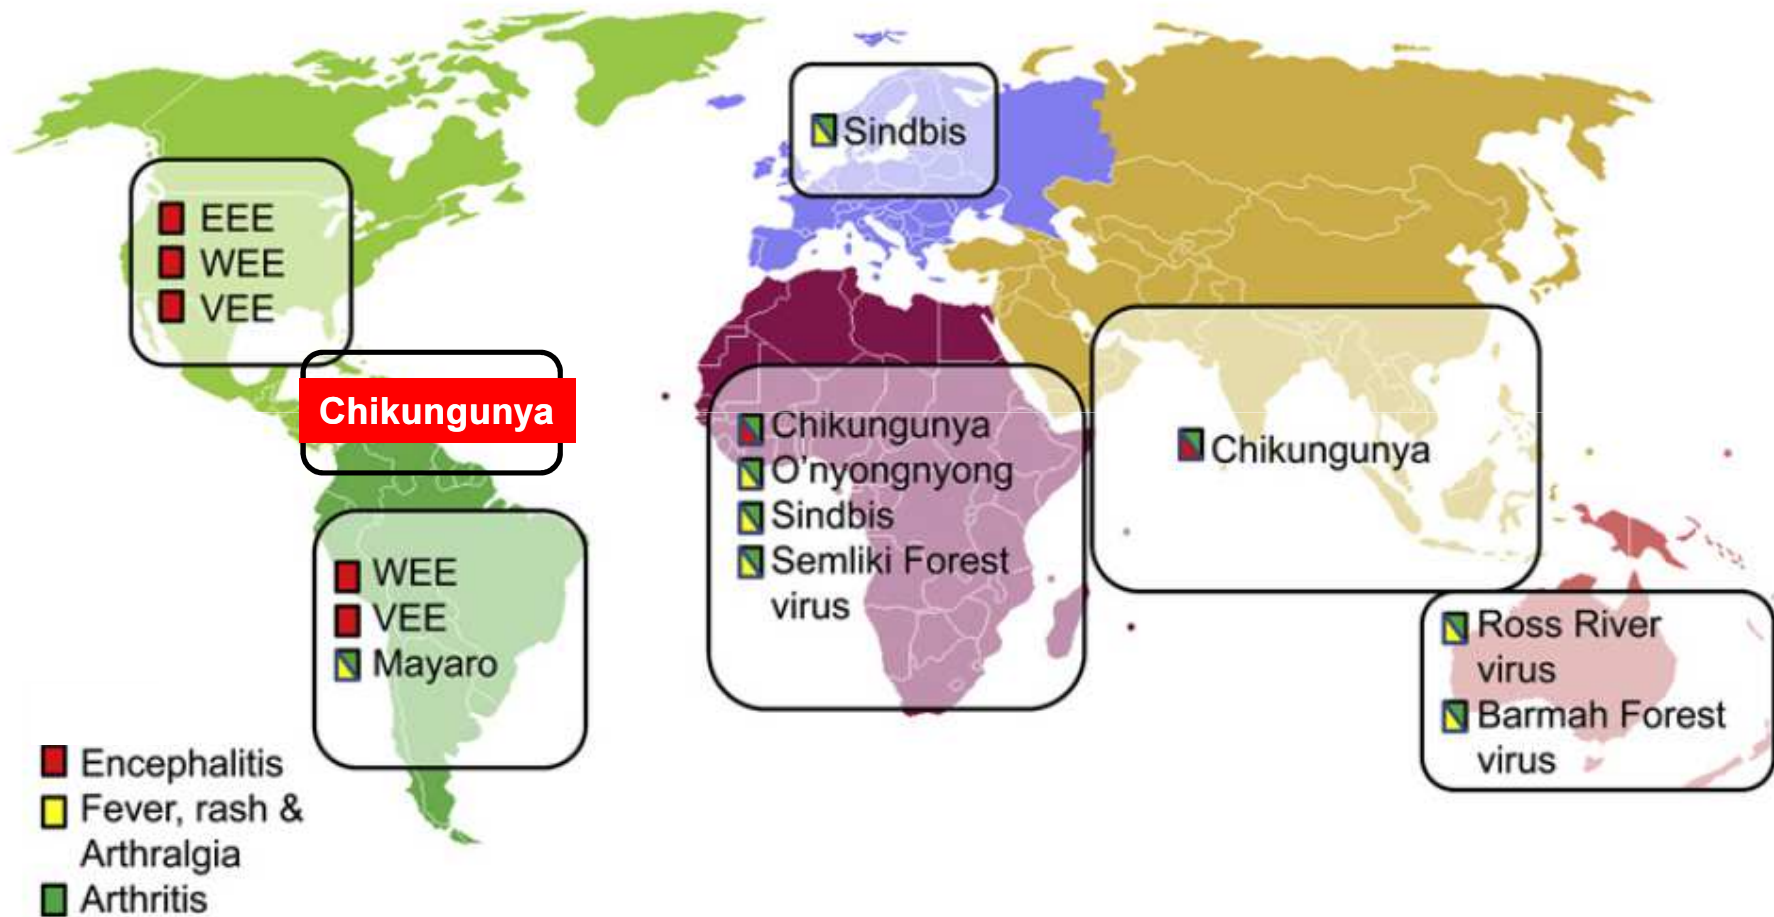 Sindbis
EEE
WEE
VEE
Chikungunya
Chikungunya
O'nyongnyong
Sindbis
Semliki Forest
virus
Chikungunya
WEE
VEE
Mayaro
Ross River
virus
Barmah Forest
virus
Encephalitis
Fever, rash &
Arthralgia
Arthritis